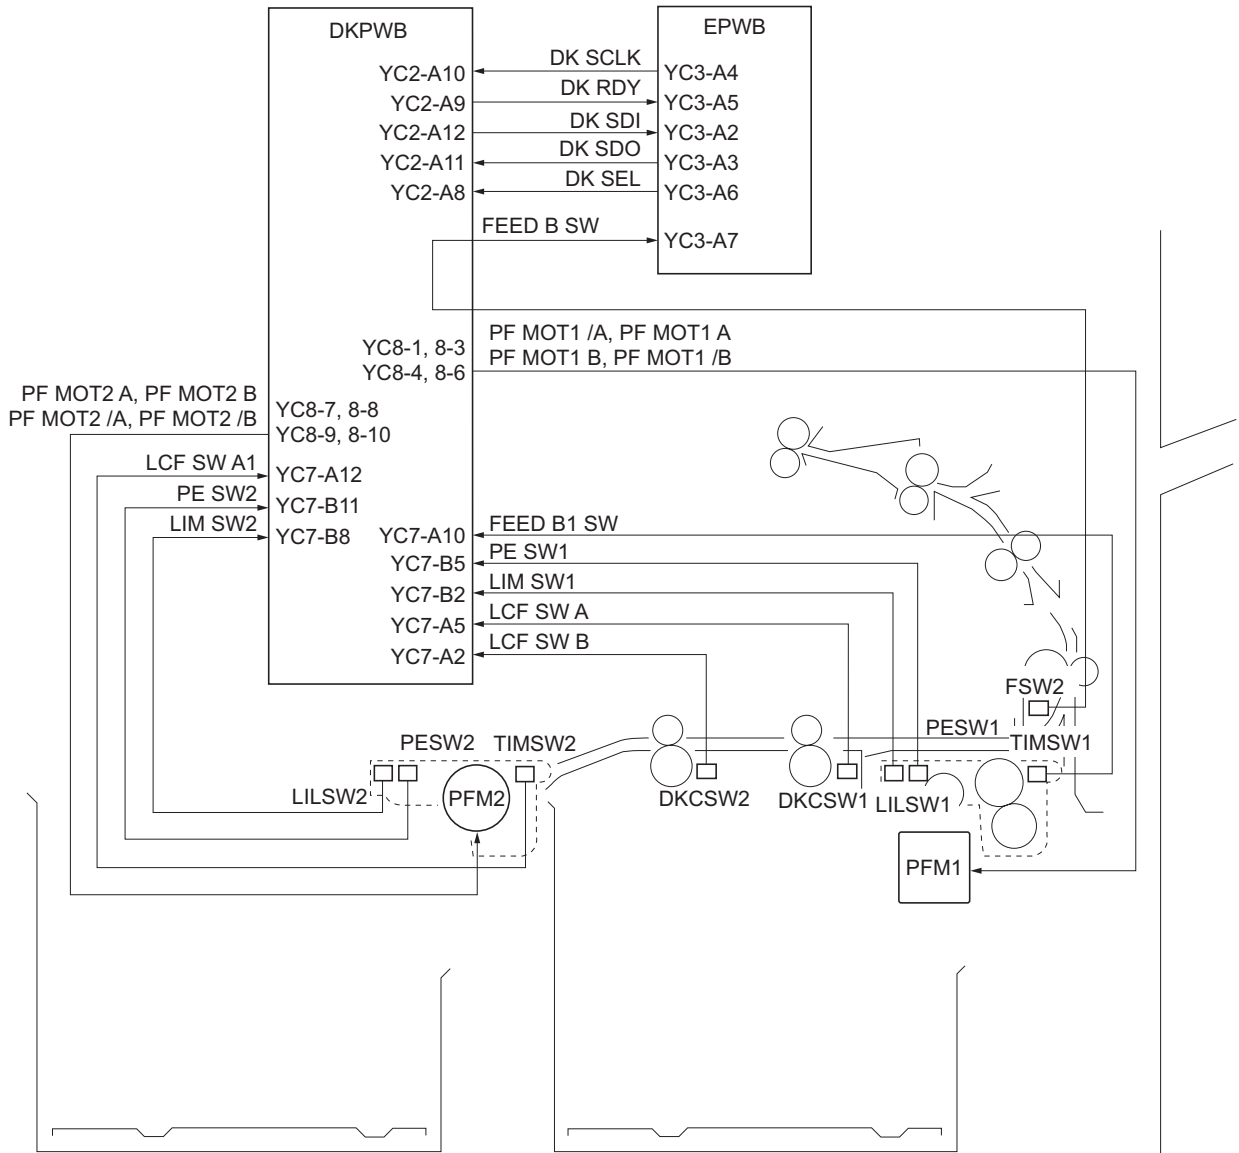 DKPWB
EPWB
YC2-A10
DK SCLK
YC3-A4
YC2-A9
DK RDY
YC3-A5
YC2-A12
DK SDI
YC3-A2
YC2-A11
DK SDO
YC3-A3
YC2-A8
DK SEL
YC3-A6
FEED B SW
YC3-A7
YC8-1, 8-3
YC8-4, 8-6
PF MOT1 /A, PF MOT1 A
PF MOT1 B, PF MOT1 /B
PF MOT2 A, PF MOT2 B
PF MOT2 /A, PF MOT2 /B
YC8-7, 8-8
YC8-9, 8-10
LCF SW A1
YC7-A12
PE SW2
YC7-B11
LIM SW2
YC7-B8
YC7-A10
FEED B1 SW
YC7-B5
PE SW1
YC7-B2
LIM SW1
YC7-A5
LCF SW A
YC7-A2
LCF SW B
FSW2
PESW1
TIMSW1
PESW2
TIMSW2
LILSW2
PFM2
DKCSW2
DKCSW1
LILSW1
PFM1